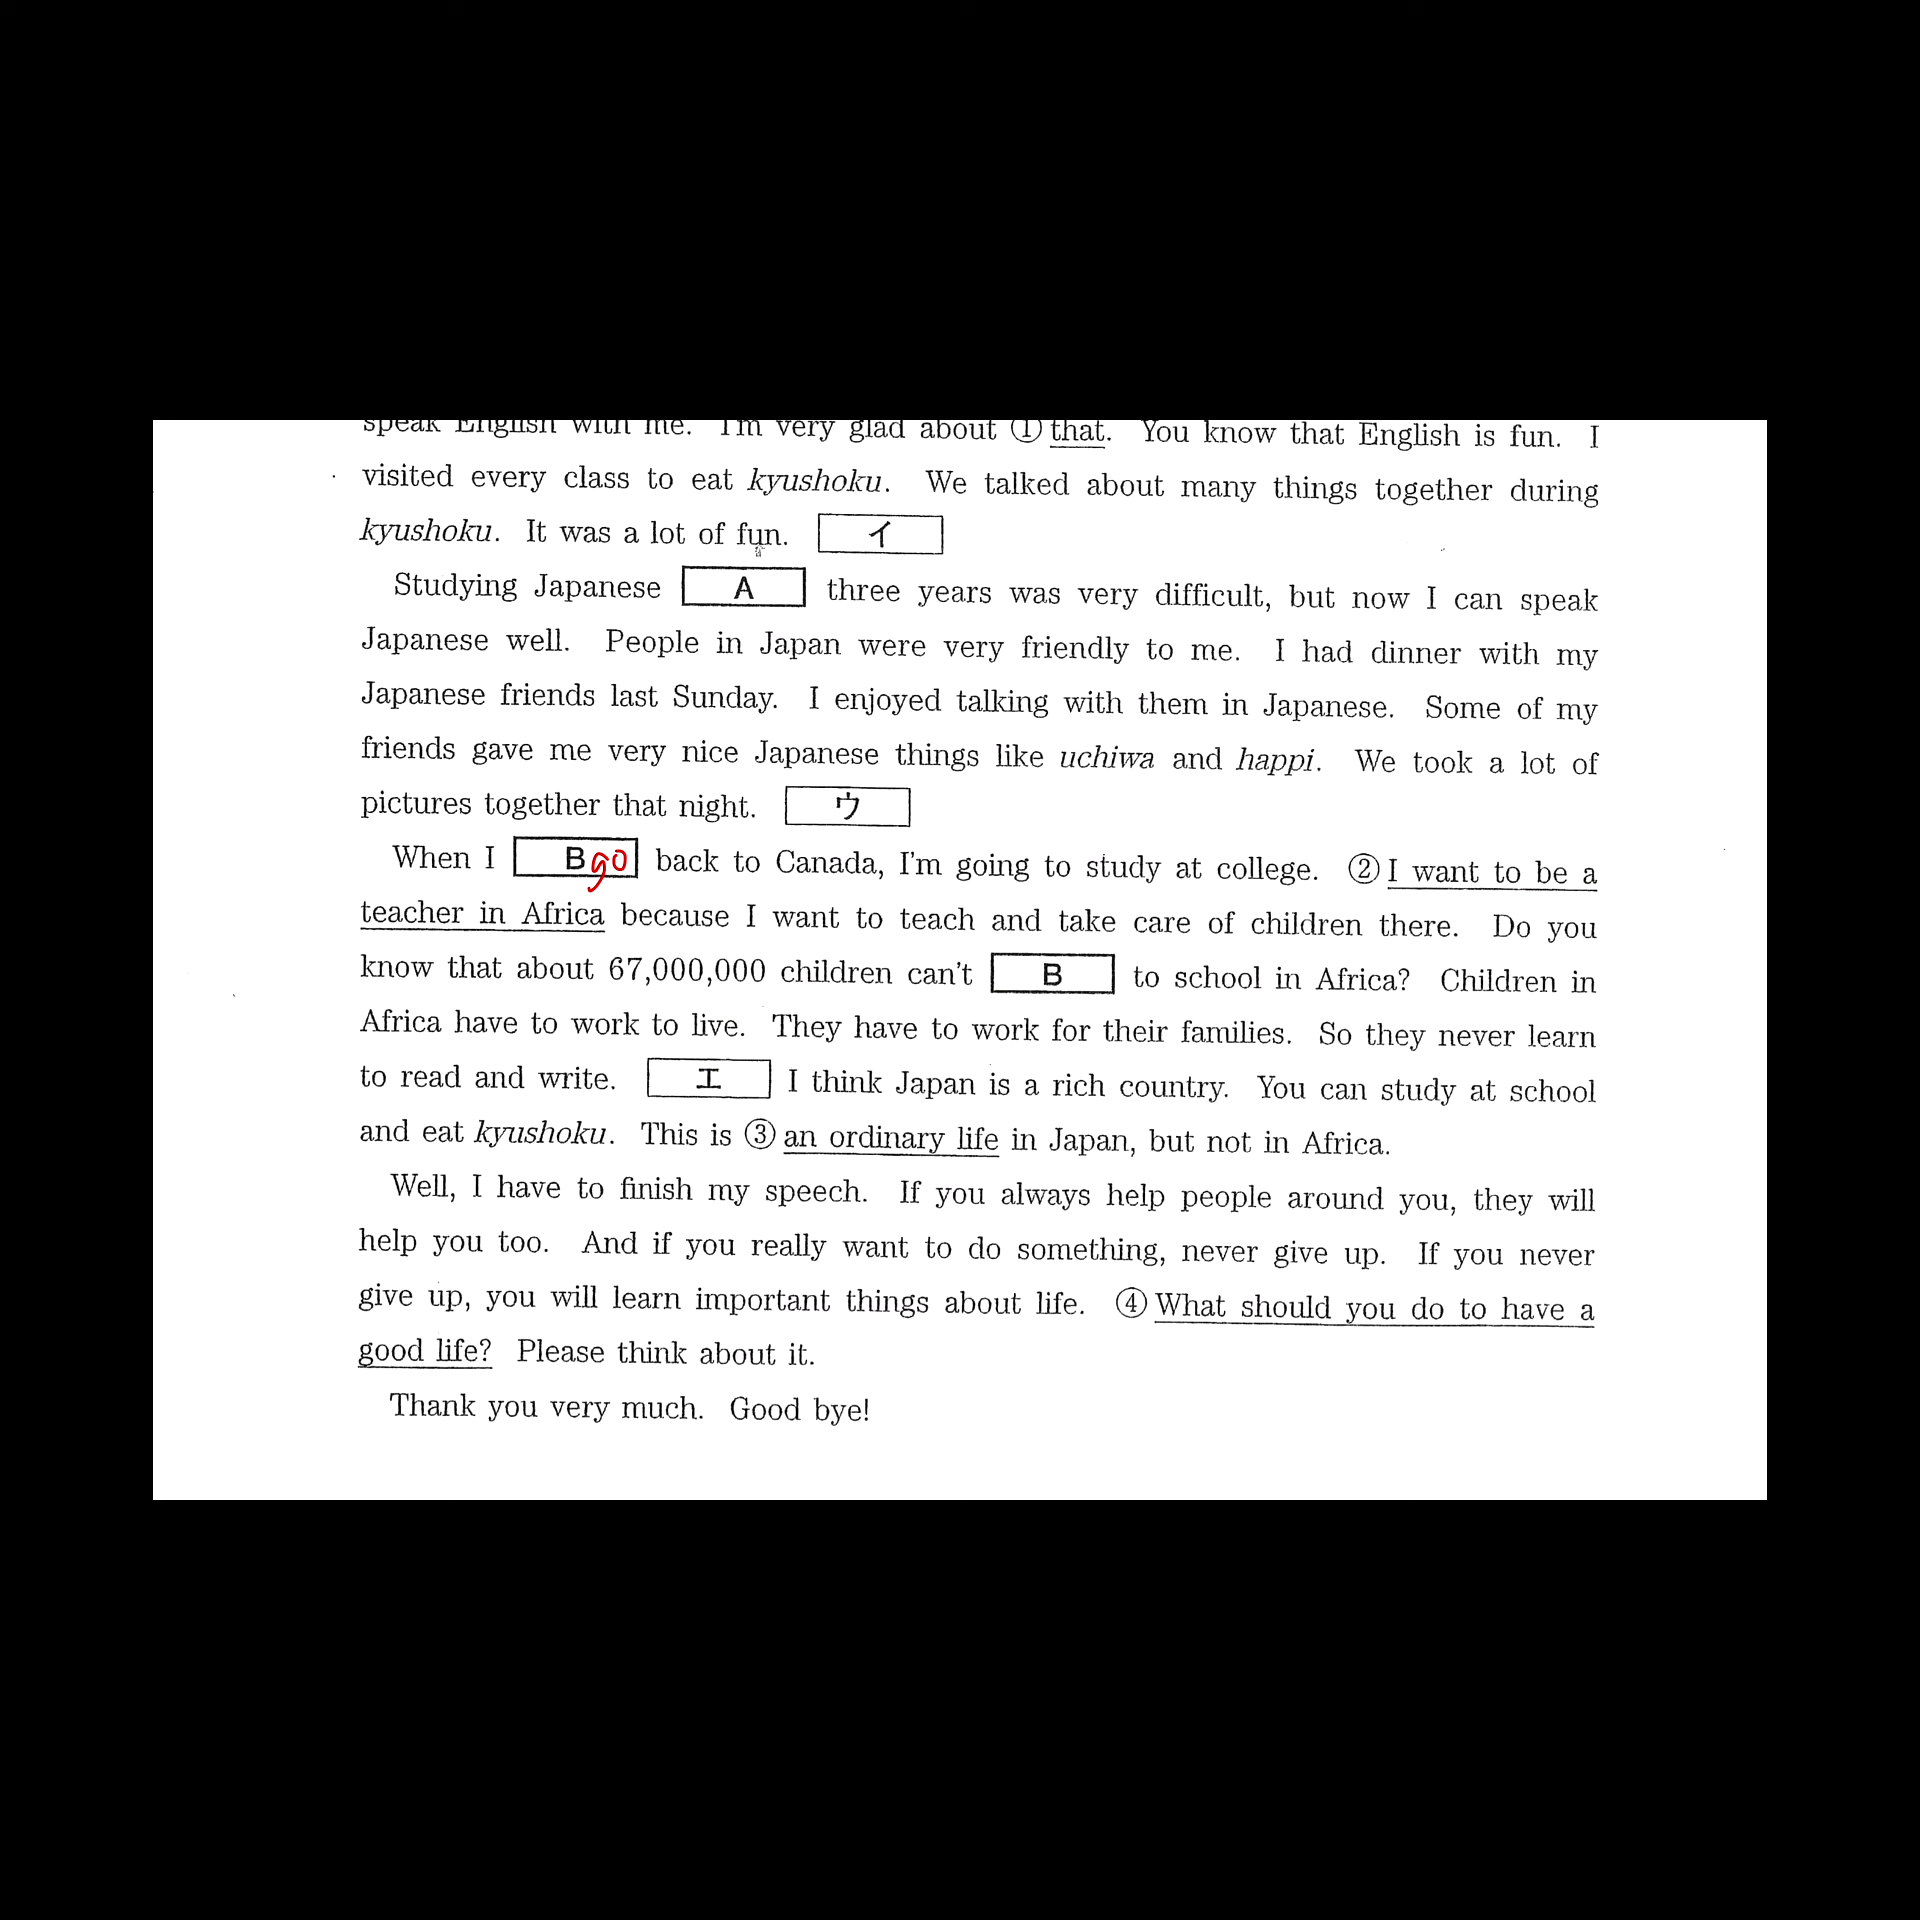 speak English with me. I'm very glad about ①that. You know that English is fun. I
visited every class to eat kyushoku. We talked about many things together during
kyushoku. It was a lot of fun. イ
Studying Japanese A three years was very difficult, but now I can speak
Japanese well. People in Japan were very friendly to me. I had dinner with my
Japanese friends last Sunday. I enjoyed talking with them in Japanese. Some of my
friends gave me very nice Japanese things like uchiwa and happi. We took a lot of
pictures together that night. ウ
When I B go back to Canada, I'm going to study at college. ②I want to be a
teacher in Africa because I want to teach and take care of children there. Do you
know that about 67,000,000 children can't B to school in Africa? Children in
Africa have to work to live. They have to work for their families. So they never learn
to read and write. エ I think Japan is a rich country. You can study at school
and eat kyushoku. This is ③an ordinary life in Japan, but not in Africa.
Well, I have to finish my speech. If you always help people around you, they will
help you too. And if you really want to do something, never give up. If you never
give up, you will learn important things about life. ④What should you do to have a
good life? Please think about it.
Thank you very much. Good bye!